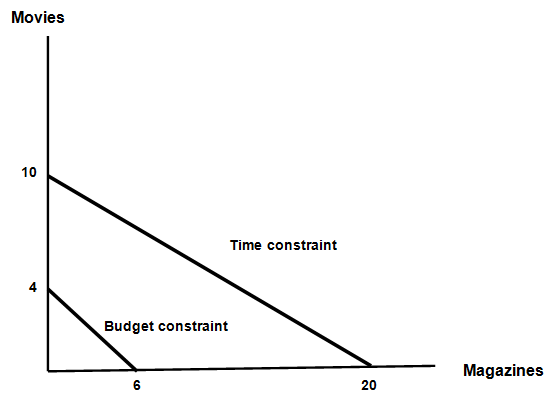 Movies
10
Time constraint
4
Budget constraint
Magazines
6
20